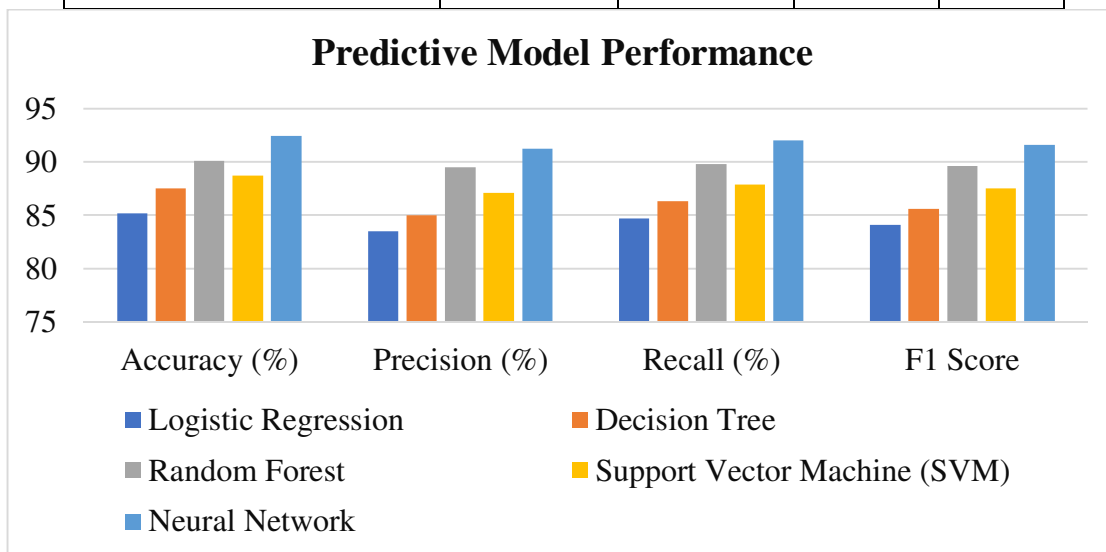 Predictive Model Performance
95
90
85
80
75
Accuracy (%) Precision (%) Recall (%) F1 Score
Logistic Regression Decision Tree
Random Forest Support Vector Machine (SVM)
Neural Network